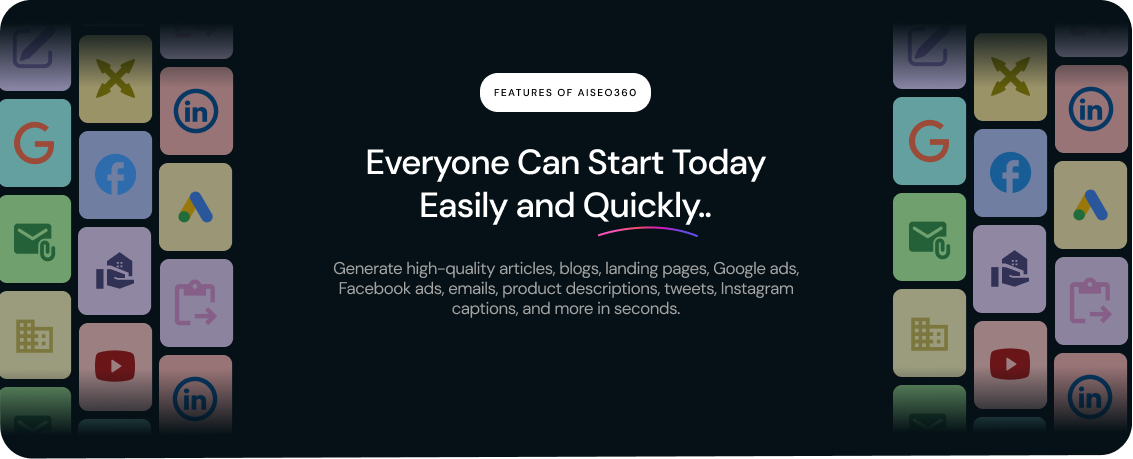 FEATURES OF AISEO360
Everyone Can Start Today
Easily and Quickly..
Generate high-quality articles, blogs, landing pages, Google ads,
Facebook ads, emails, product descriptions, tweets, Instagram
captions, and more in seconds.